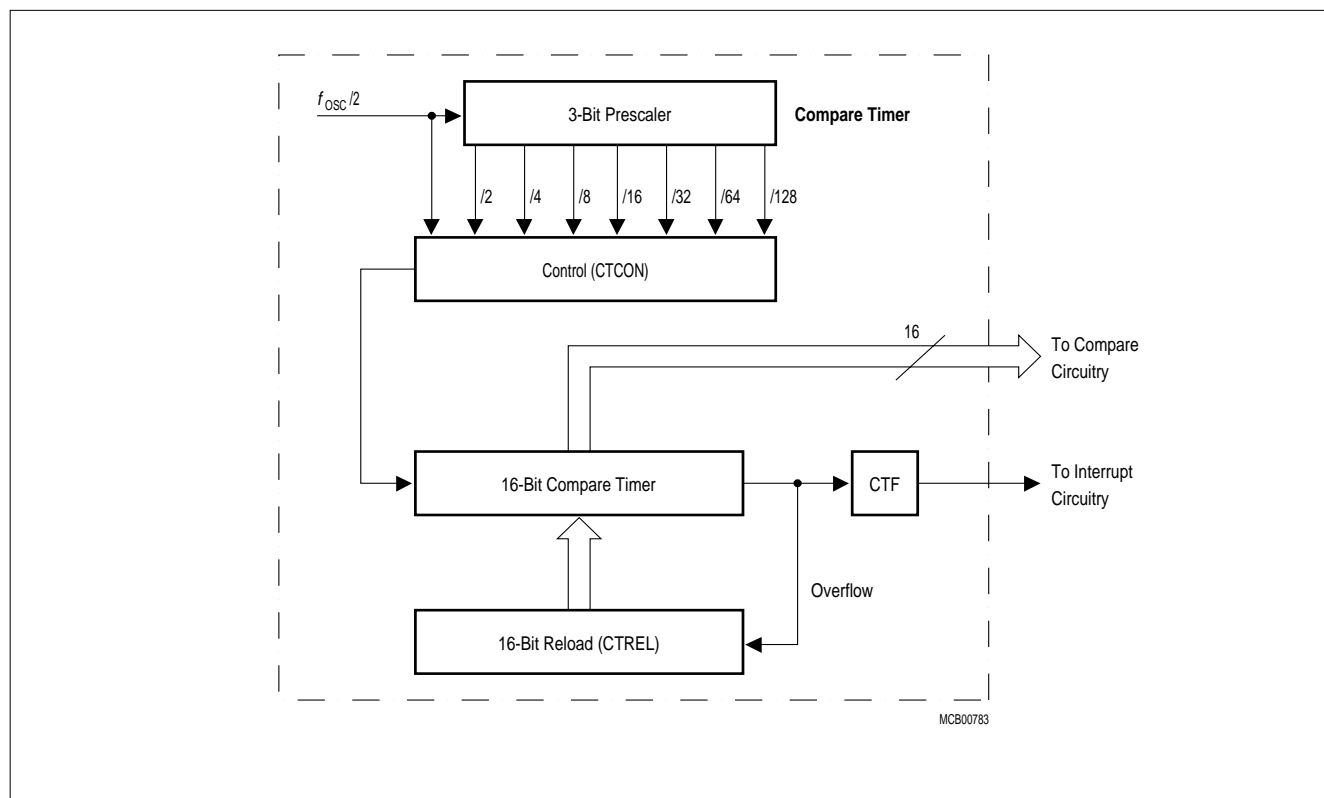 f OSC /2
3-Bit Prescaler
Compare Timer
/2 /4 /8 /16 /32 /64 /128
Control (CTCON)
16
To Compare
Circuitry
16-Bit Compare Timer
CTF
To Interrupt
Circuitry
Overflow
16-Bit Reload (CTREL)
MCB00783